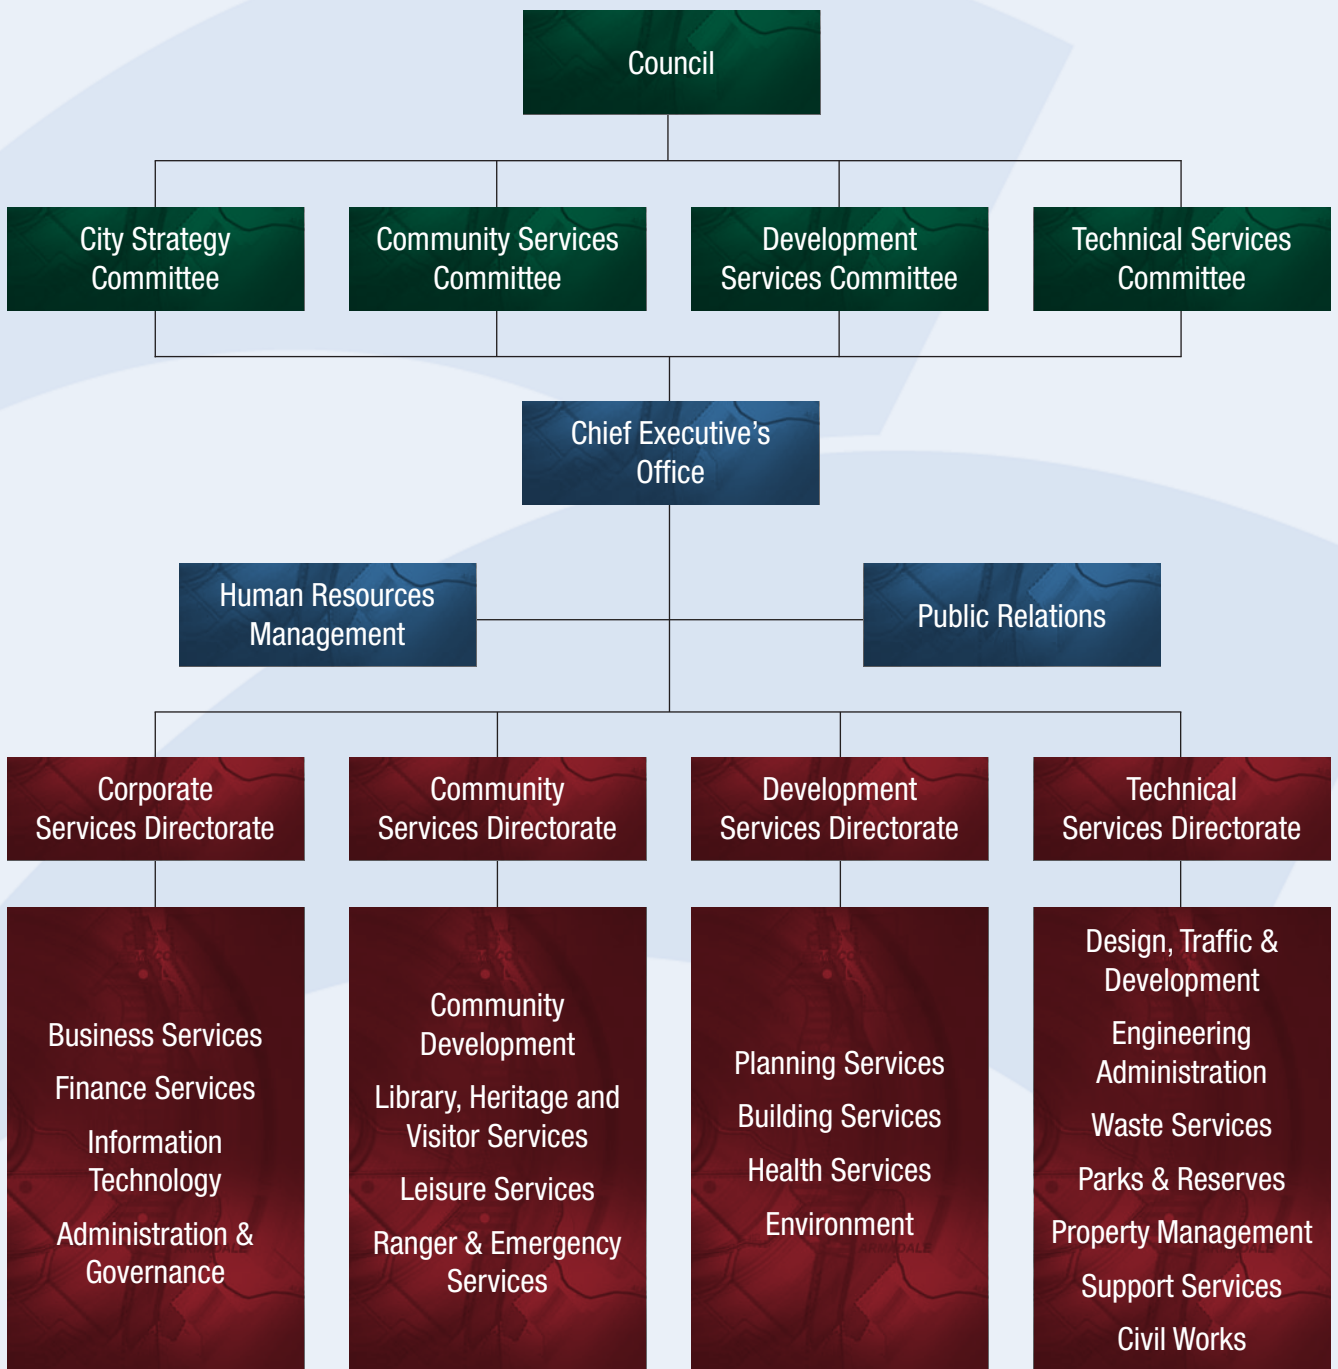 Council
City Strategy
Committee
Community Services
Committee
Development
Services Committee
Technical Services
Committee
Chief Executive’s
Office
Human Resources
Management
Public Relations
Corporate
Services Directorate
Community
Services Directorate
Development
Services Directorate
Technical
Services Directorate
Business Services
Finance Services
Information
Technology
Administration &
Governance
Community
Development
Library, Heritage and
Visitor Services
Leisure Services
Ranger & Emergency
Services
Planning Services
Building Services
Health Services
Environment
ARMADALE
Design, Traffic &
Development
Engineering
Administration
Waste Services
Parks & Reserves
Property Management
Support Services
Civil Works